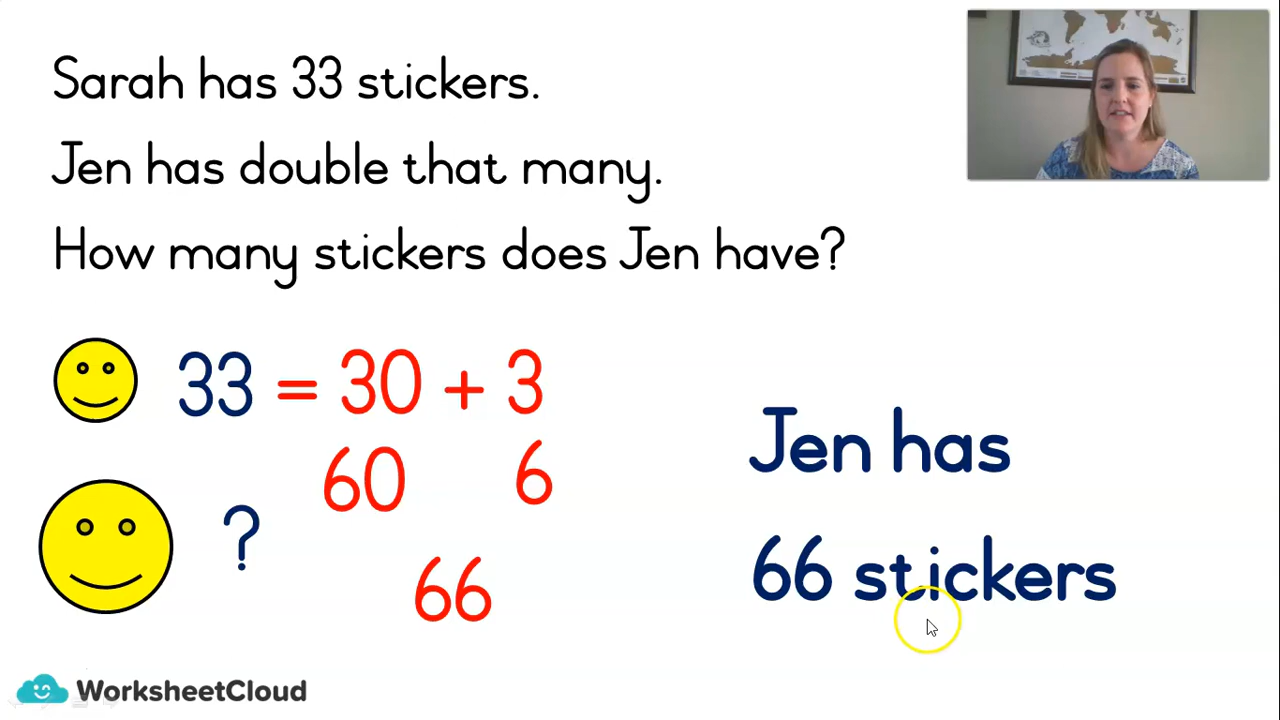 Sarah has 33 stickers.
Jen has double that many.
How many stickers does Jen have?
33 = 30 + 3
60 6
?
66
Jen has
66 stickers
WorksheetCloud